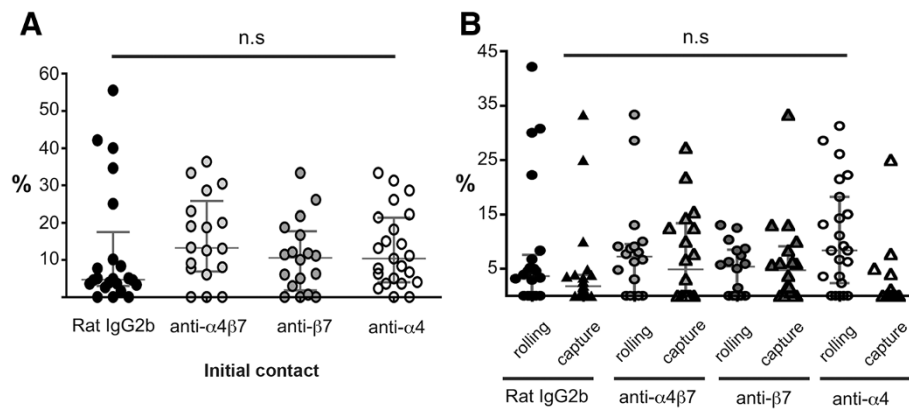 A
n.s
60
50
40
%
30
20
10
0
Rat IgG2b anti-α4β7 anti-β7 anti-α4
Initial contact
B
n.s
45
35
25
%
15
5
rolling capture rolling capture rolling capture rolling capture
Rat IgG2b anti-α4β7 anti-β7 anti-α4